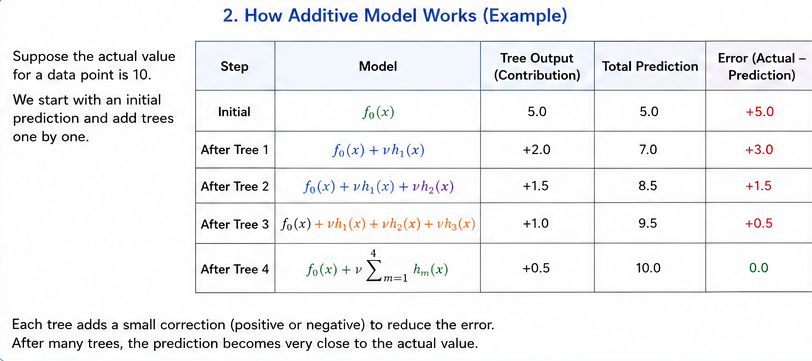 2. How Additive Model Works (Example)
Suppose the actual value
for a data point is 10.
We start with an initial
prediction and add trees
one by one.
Step Model Tree Output (Contribution) Total Prediction Error (Actual – Prediction)
Initial f₀(x) 5.0 5.0 +5.0
After Tree 1 f₀(x) + νh₁(x) +2.0 7.0 +3.0
After Tree 2 f₀(x) + νh₁(x) + νh₂(x) +1.5 8.5 +1.5
After Tree 3 f₀(x) + νh₁(x) + νh₂(x) + νh₃(x) +1.0 9.5 +0.5
After Tree 4 f₀(x) + ν ∑⁴ₘ₌₁ hₘ(x) +0.5 10.0 0.0
Each tree adds a small correction (positive or negative) to reduce the error.
After many trees, the prediction becomes very close to the actual value.